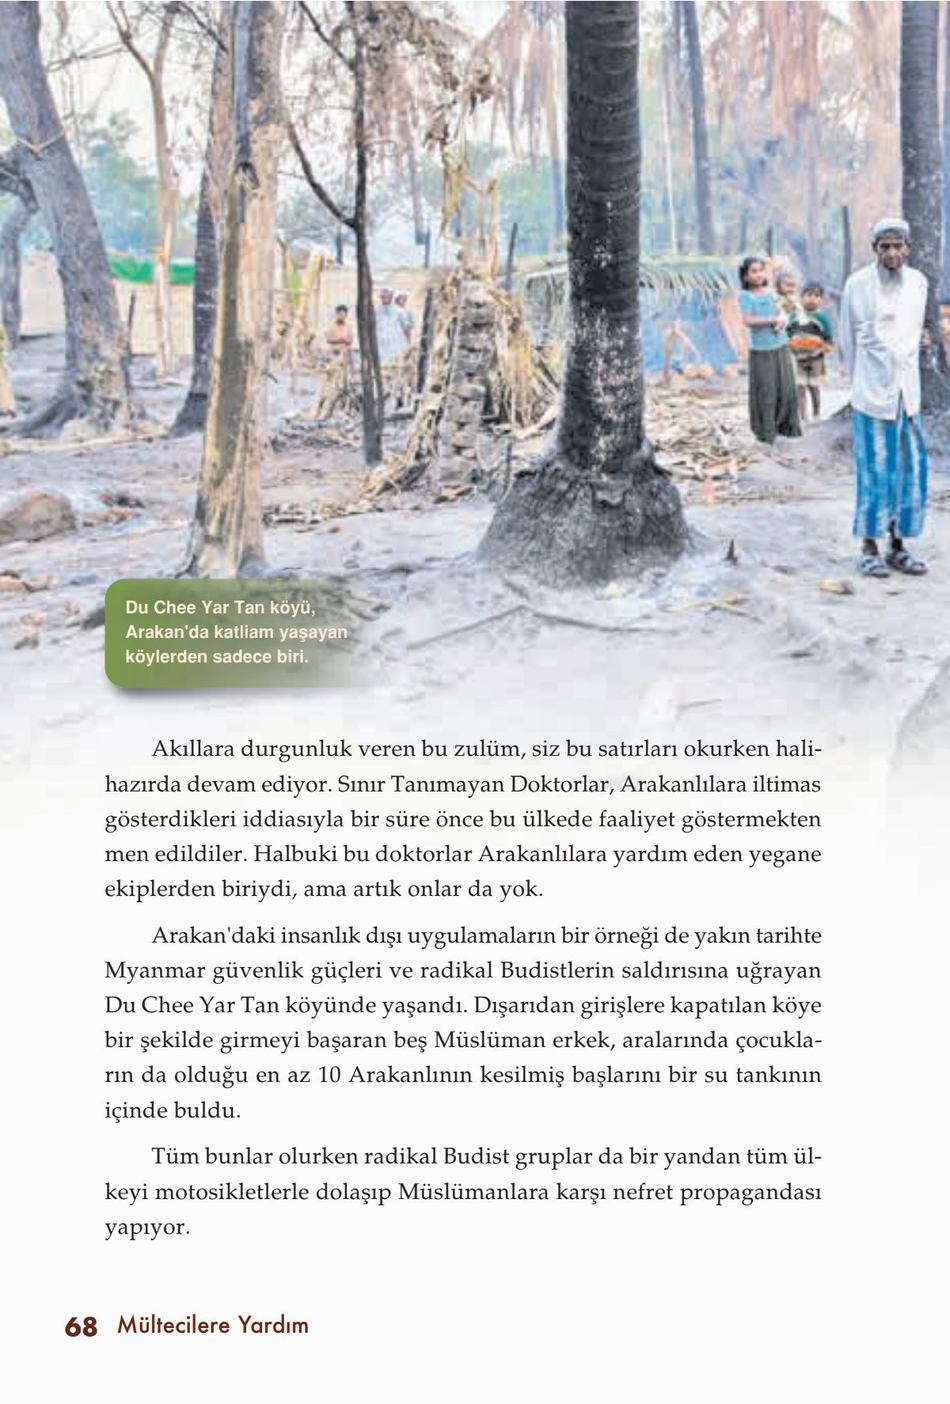 Du Chee Yar Tan köyü,
Arakan'da katliam yaşayan
köylerden sadece biri.
Akıllara durgunluk veren bu zulüm, siz bu satırları okurken hali-
hazırda devam ediyor. Sınır Tanımayan Doktorlar, Arakanlılara iltimas
gösterdikleri iddiasıyla bir süre önce bu ülkede faaliyet göstermekten
men edildiler. Halbuki bu doktorlar Arakanlılara yardım eden yegane
ekiplerden biriydi, ama artık onlar da yok.
Arakan'daki insanlık dışı uygulamaların bir örneği de yakın tarihte
Myanmar güvenlik güçleri ve radikal Budistlerin saldırısına uğrayan
Du Chee Yar Tan köyünde yaşandı. Dışarıdan girişlere kapatılan köye
bir şekilde girmeyi başaran beş Müslüman erkek, aralarında çocukla-
rın da olduğu en az 10 Arakanlının kesilmiş başlarını bir su tankının
içinde buldu.
Tüm bunlar olurken radikal Budist gruplar da bir yandan tüm ül-
keyi motosikletlerle dolaşıp Müslümanlara karşı nefret propagandası
yapıyor.
68 Mültecilere Yardım